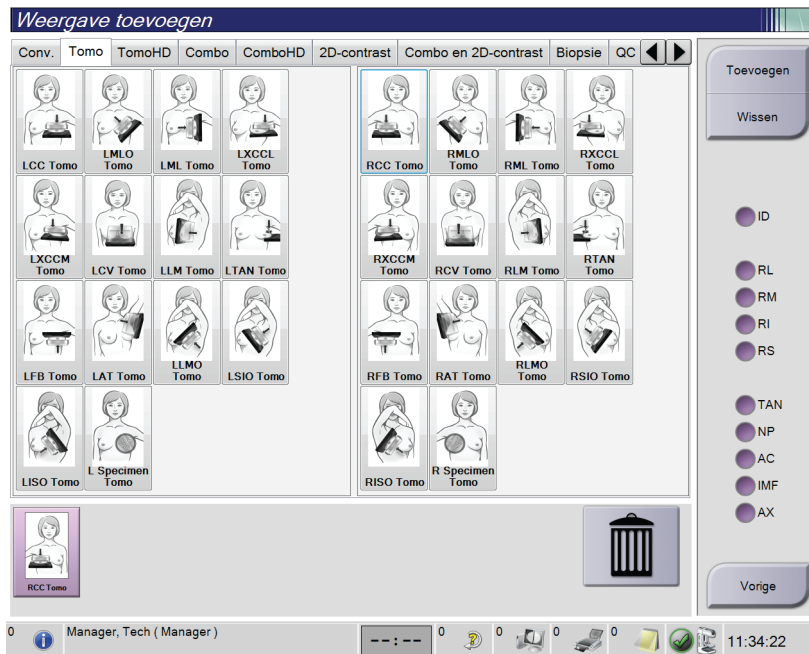 Weergave toevoegen
Conv. Tomo TomoHD Combo ComboHD 2D-contrast Combo en 2D-contrast Biopsie QC
Toevoegen
Wissen
LCC Tomo
LMLO
Tomo
LML Tomo
LXCCL
Tomo
RCC Tomo
RMLO
Tomo
RML Tomo
RXCCL
Tomo
LXCCM
Tomo
LCV Tomo
LLM Tomo
LTAN Tomo
RXCCM
Tomo
RCV Tomo
RLM Tomo
RTAN
Tomo
LFB Tomo
LAT Tomo
LLMO
Tomo
LSIO Tomo
RFB Tomo
RAT Tomo
RLMO
Tomo
RSIO Tomo
LISO Tomo
L Specimen
Tomo
RISO Tomo
R Specimen
Tomo
ID
RL
RM
RI
RS
TAN
NP
AC
IMF
AX
RCC Tomo
Vorige
0 Manager, Tech ( Manager ) --:-- 0 0 0 0 11:34:22